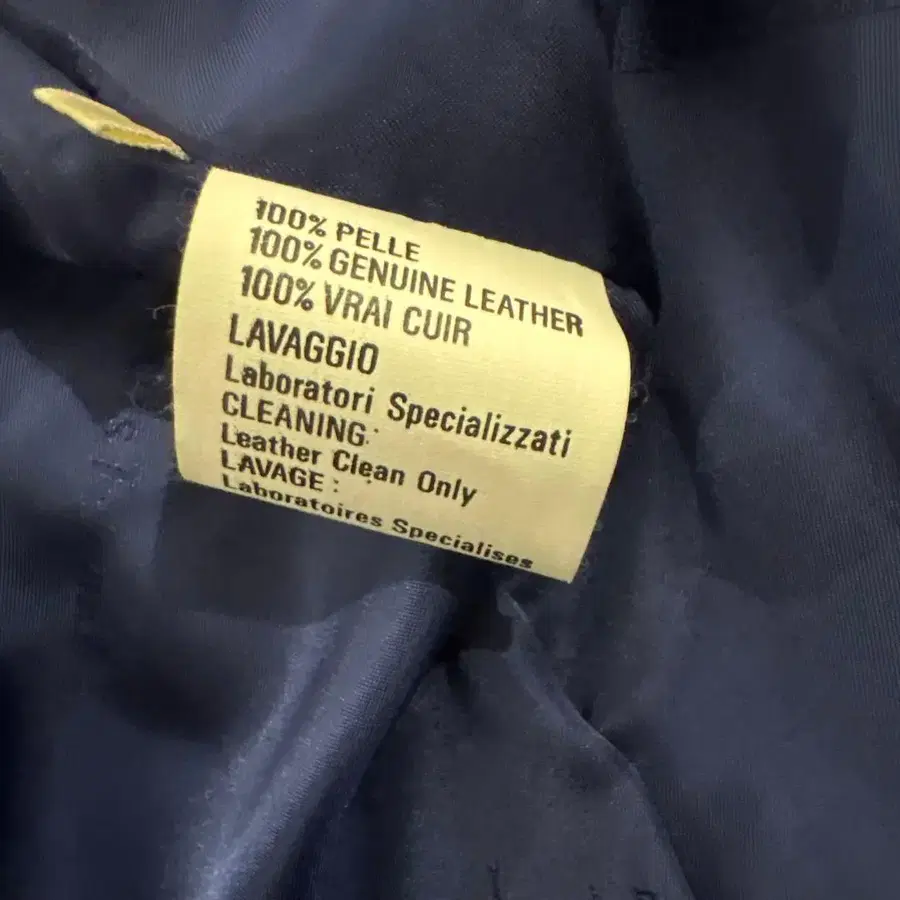 100% PELLE
100% GENUINE LEATHER
100% VRAI CUIR
LAVAGGIO
Laboratori Specializzati
CLEANING:
Leather Clean Only
LAVAGE :
Laboratoires Specialises